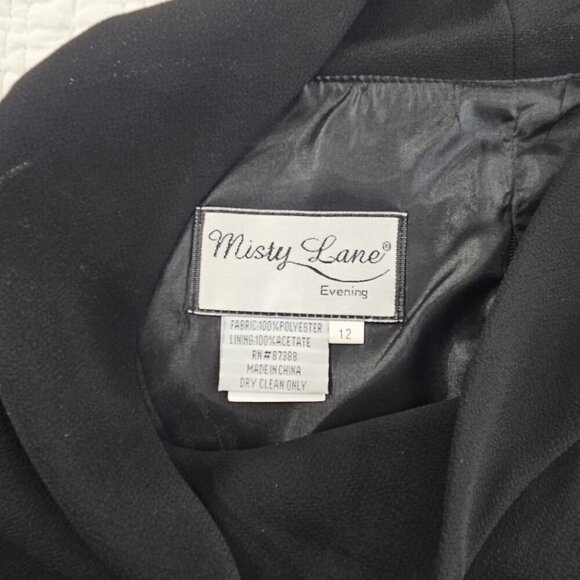 Misty Lane®
Evening
FABRIC:100%POLYESTER
LINING:100%ACETATE
RN#87388
MADE IN CHINA
DRY CLEAN ONLY
12